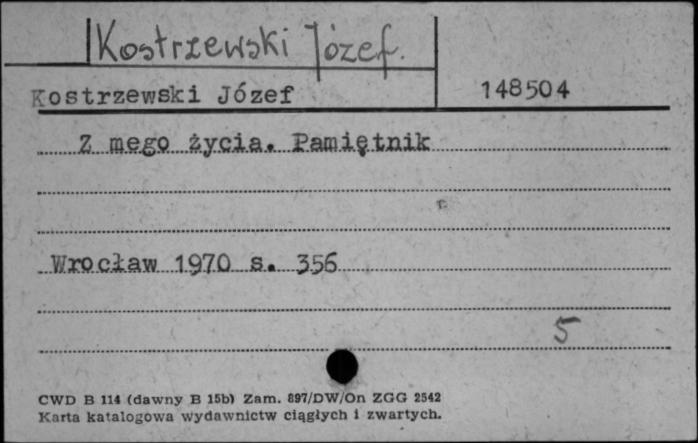 Kostrzewski Józef.
Kostrzewski Józef 148504
Z mego życia. Pamiętnik
Wrocław 1970 s. 356
5
CWD B 114 (dawny B 15b) Zam. 897/DW/On ZGG 2542
Karta katalogowa wydawnictw ciągłych i zwartych.